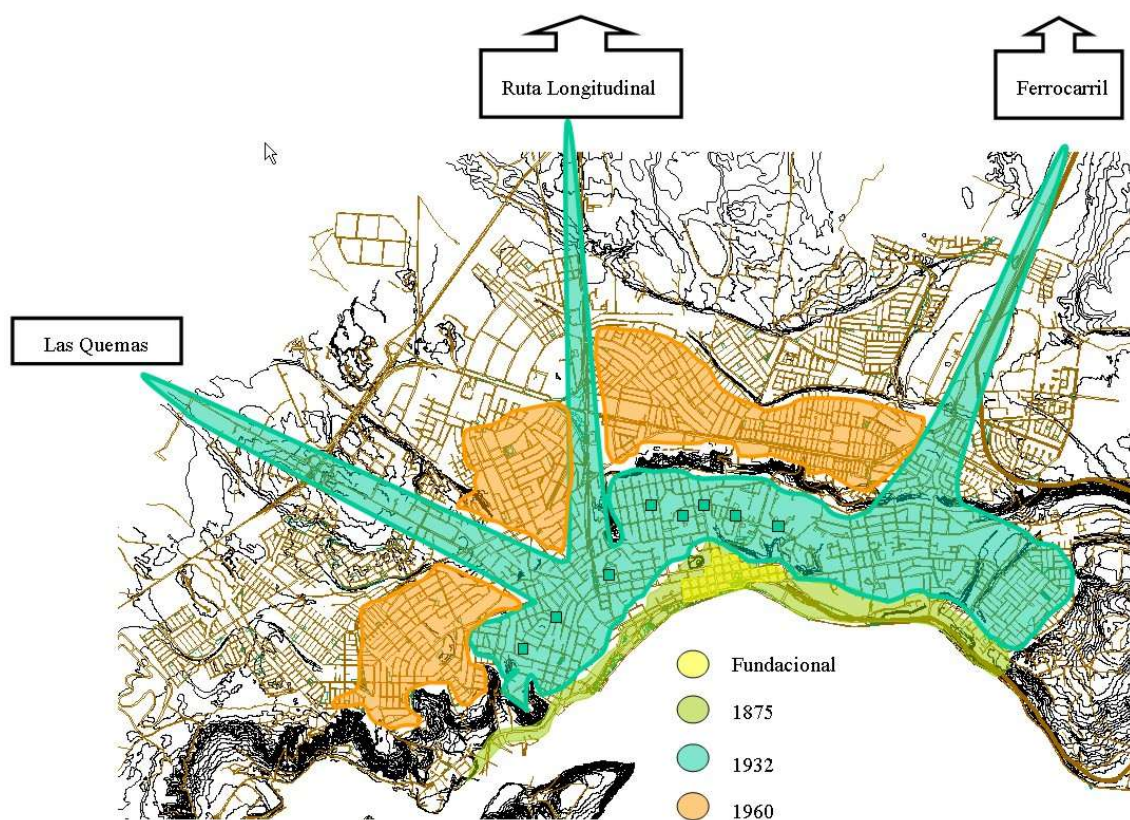 Ruta Longitudinal
Ferrocarril
Las Quemas
Fundacional
1875
1932
1960